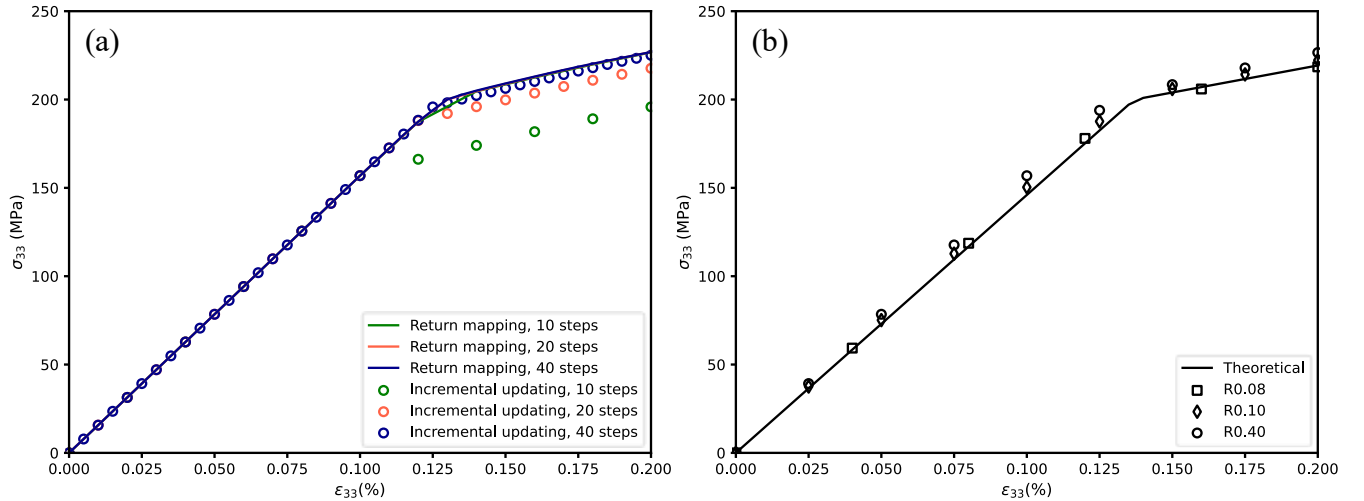 (a)
250
200
150
100
50
0
σ33 (MPa)
0.000 0.025 0.050 0.075 0.100 0.125 0.150 0.175 0.200
ε33(%)
Return mapping, 10 steps
Return mapping, 20 steps
Return mapping, 40 steps
Incremental updating, 10 steps
Incremental updating, 20 steps
Incremental updating, 40 steps
(b)
250
200
150
100
50
0
σ33 (MPa)
0.000 0.025 0.050 0.075 0.100 0.125 0.150 0.175 0.200
ε33(%)
Theoretical
R0.08
R0.10
R0.40